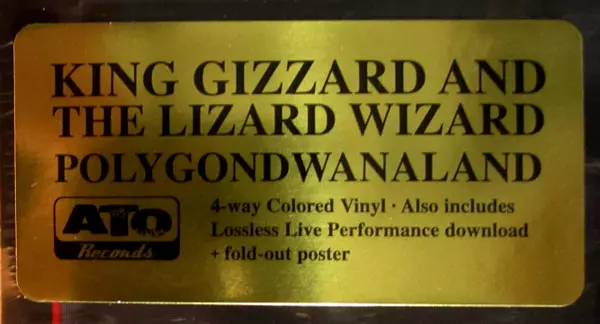 KING GIZZARD AND
THE LIZARD WIZARD
POLYGONDWANALAND
ATO
Records
4-way Colored Vinyl · Also includes
Lossless Live Performance download
+ fold-out poster